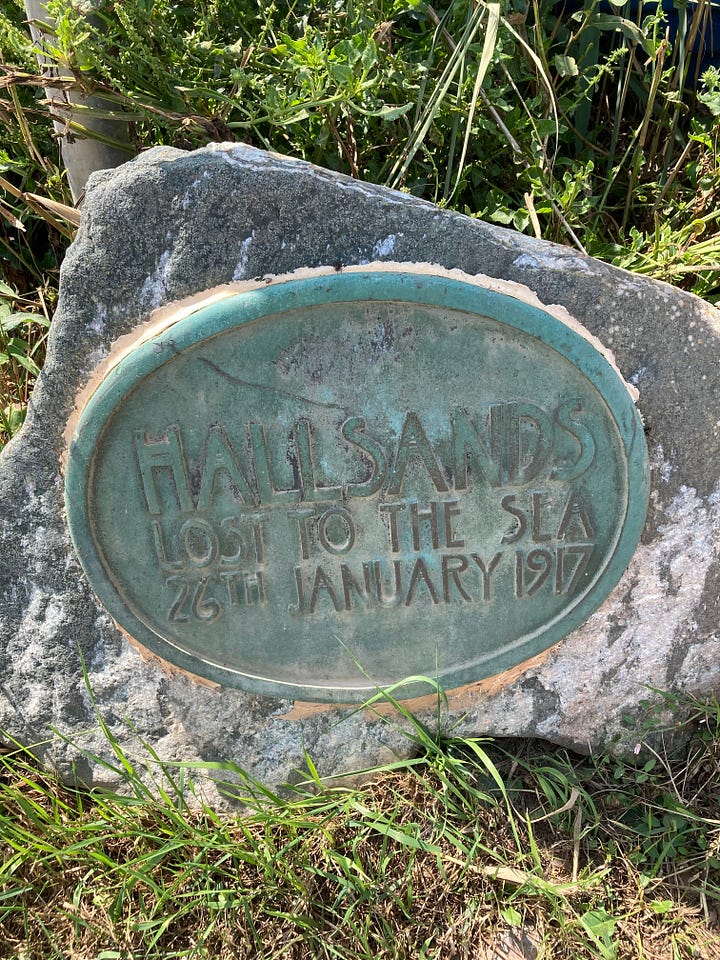 HALLSANDS
LOST TO THE SEA
26TH JANUARY 1917